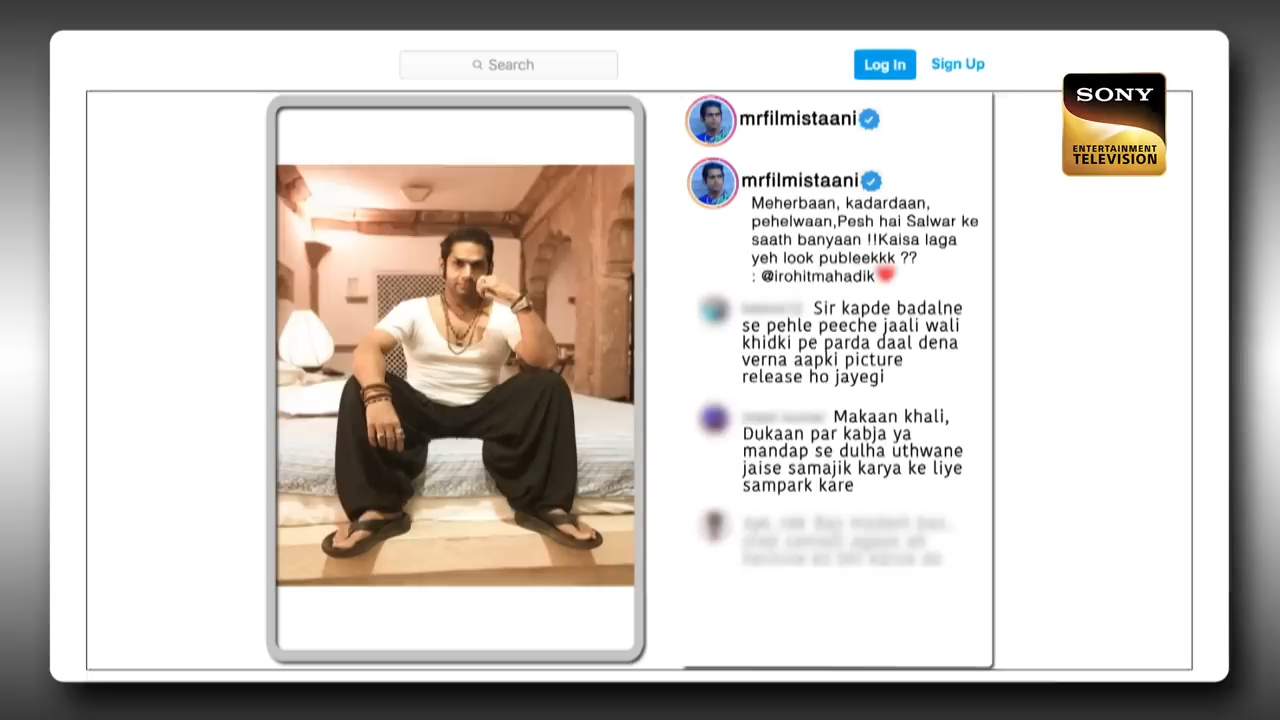 Search
Log In
Sign Up
SONY
ENTERTAINMENT
TELEVISION
mrfilmistaani
mrfilmistaani
Meherbaan, kadardaan,
pehelwaan,Pesh hai Salwar ke
saath banyaan !!Kaisa laga
yeh look publeekkk ??
: @irohitmahadik❤️
Sir kapde badalne
se pehle peeche jaali wali
khidki pe parda daal dena
verna aapki picture
release ho jayegi
Makaan khali,
Dukaan par kabja ya
mandap se dulha uthwane
jaise samajik karya ke liye
sampark kare